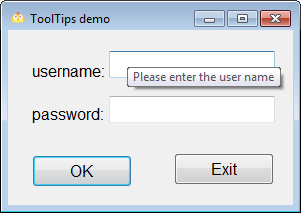 ToolTips demo
username:
Please enter the user name
password:
OK
Exit